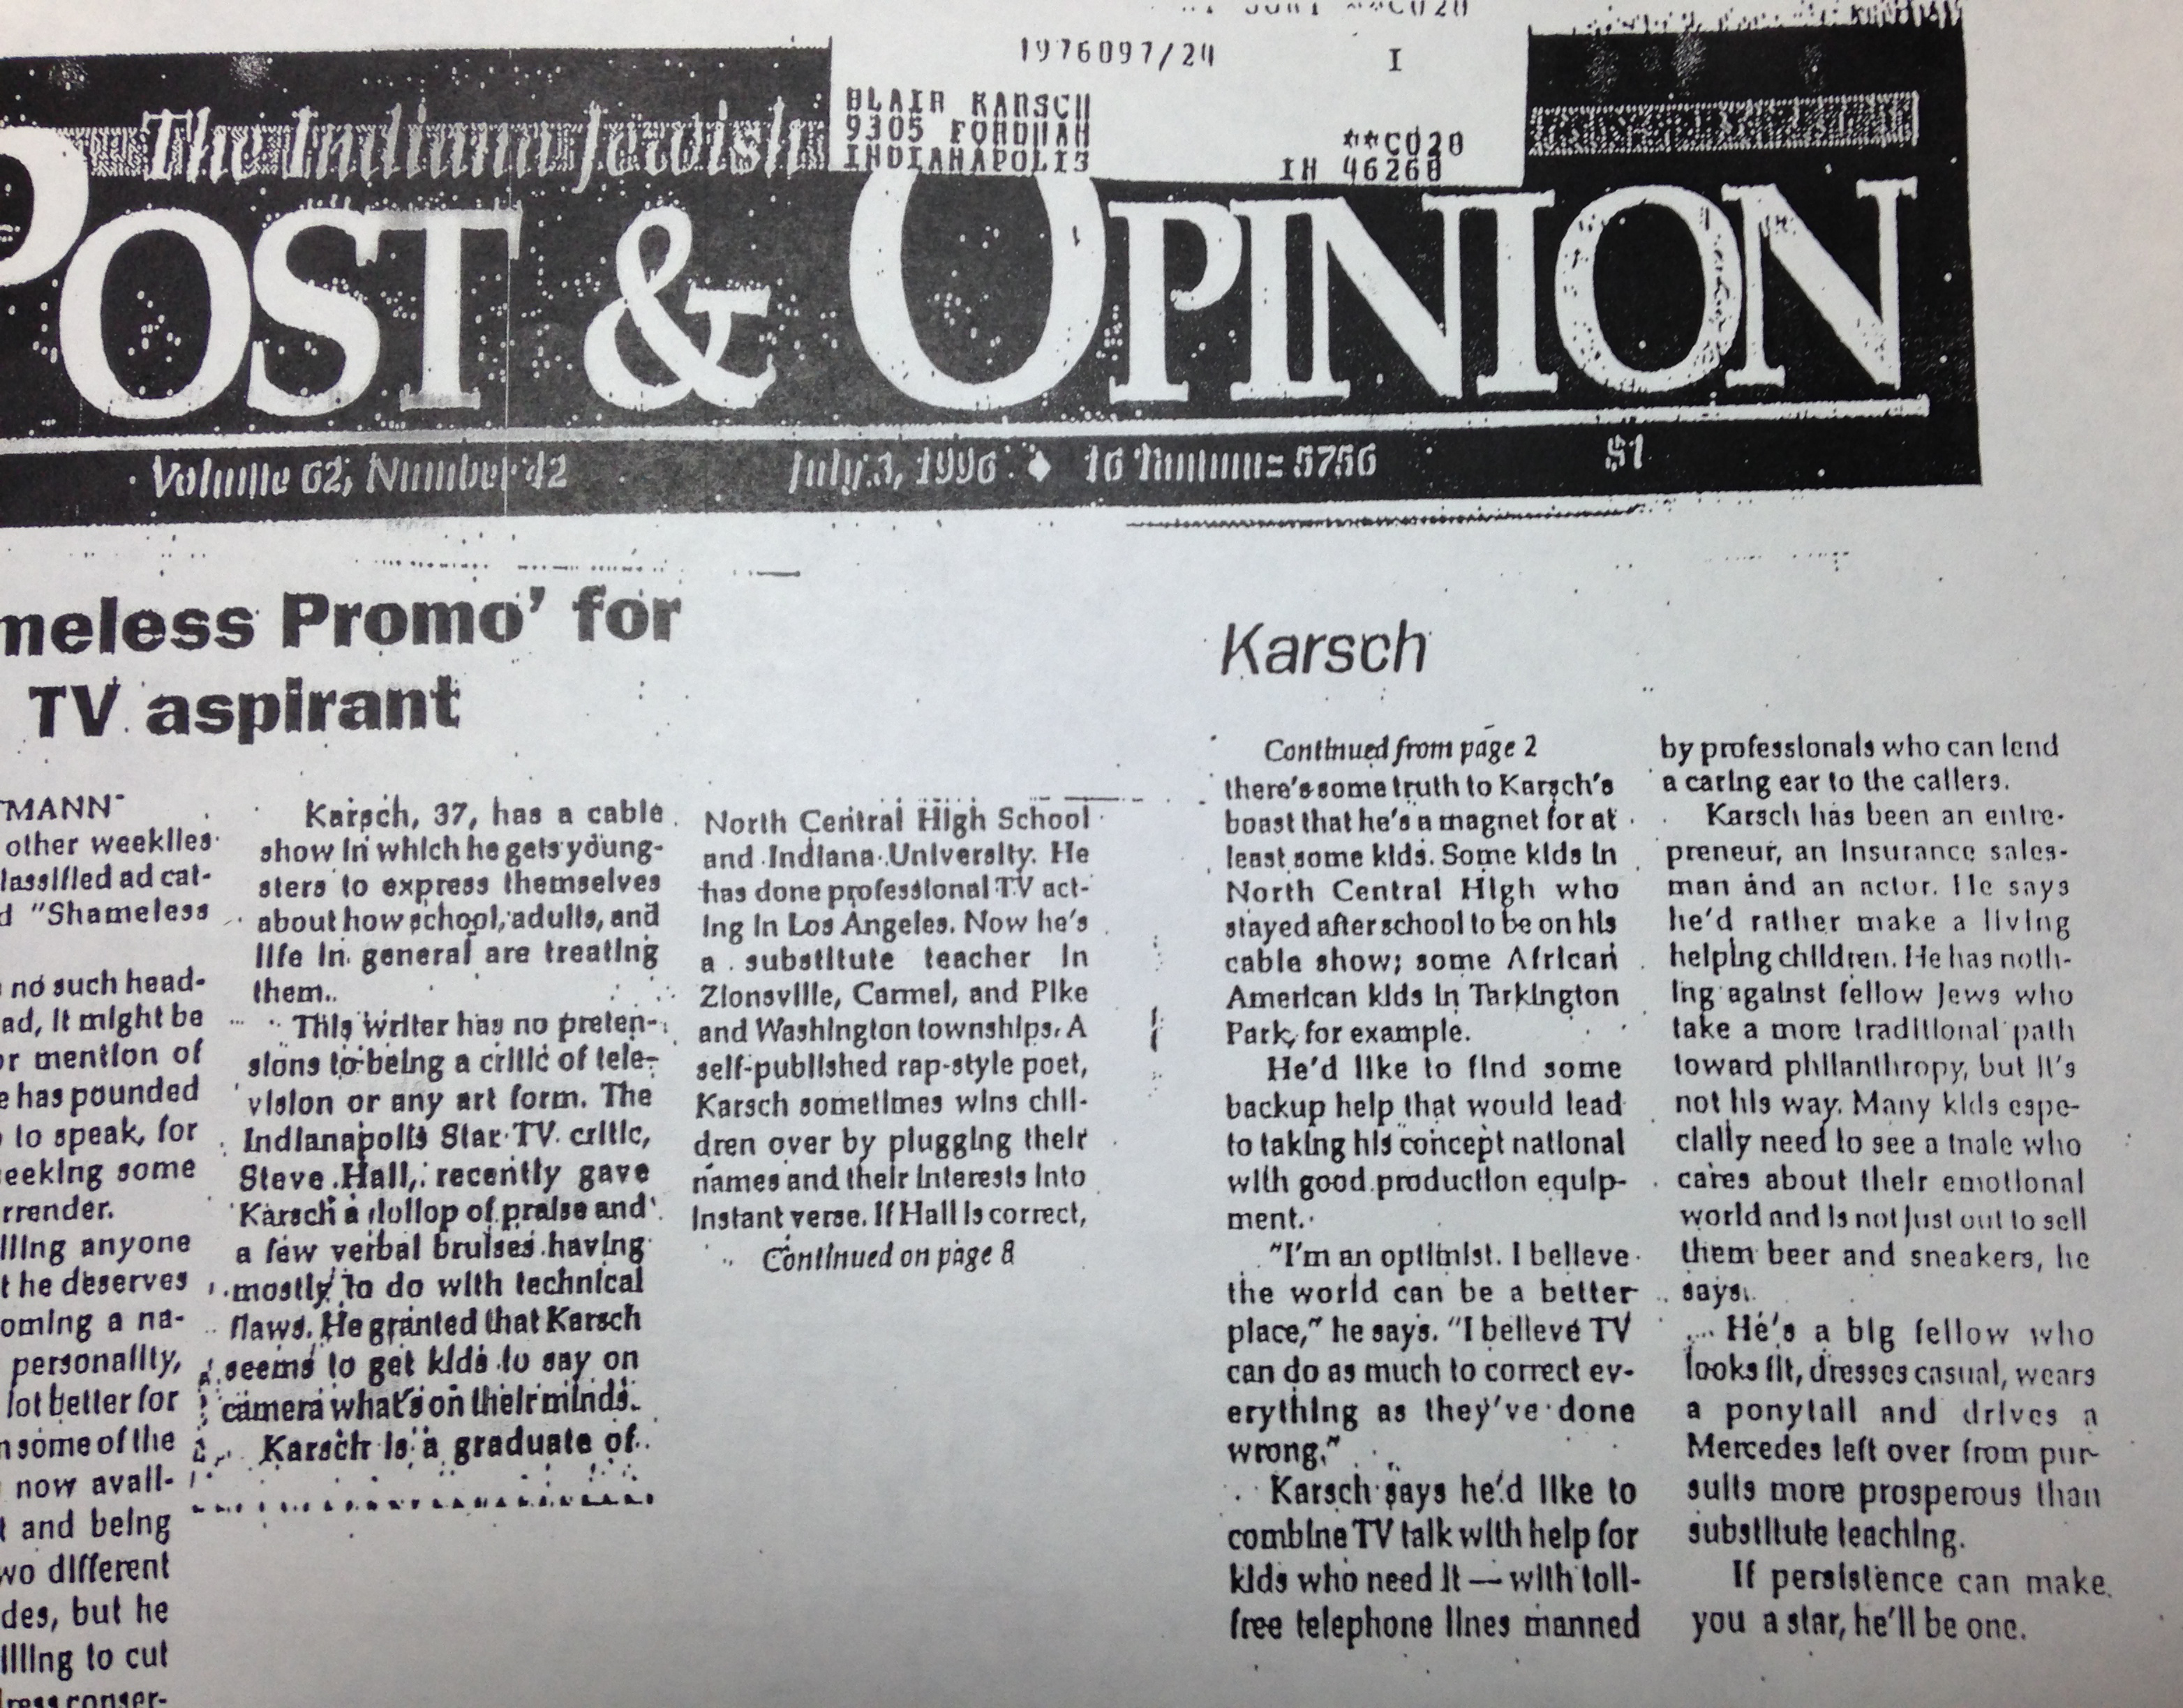 1976097/24 I
BLAIR KARSCH
9305 FORDHAM **C020
INDIANAPOLIS IN 46268
The Indiana Jewish
POST & OPINION
Volume 62, Number 42 July 3, 1996 ♦ 16 Tammuz 5756 $1
meless Promo' for
TV aspirant
TMANN
other weeklies
lassified ad cat-
d "Shameless
no such head-
ad, it might be
or mention of
e has pounded
to speak, for
eeking some
rrender.
lling anyone
t he deserves
oming a na-
personality,
lot better for
n some of the
now avail-
t and being
wo different
des, but he
illing to cut
dress conser-
Karsch, 37, has a cable
show in which he gets young-
sters to express themselves
about how school, adults, and
life in general are treating
them.
This writer has no preten-
sions to being a critic of tele-
vision or any art form. The
Indianapolis Star TV critic,
Steve Hall, recently gave
Karsch a dollop of praise and
a few verbal bruises having
mostly to do with technical
flaws. He granted that Karsch
seems to get kids to say on
camera what's on their minds.
Karsch is a graduate of
North Central High School
and Indiana University. He
has done professional TV act-
ing in Los Angeles. Now he's
a substitute teacher in
Zionsville, Carmel, and Pike
and Washington townships. A
self-published rap-style poet,
Karsch sometimes wins chil-
dren over by plugging their
names and their interests into
instant verse. If Hall is correct,
Continued on page 8
Karsch
Continued from page 2
there's some truth to Karsch's
boast that he's a magnet for at
least some kids. Some kids in
North Central High who
stayed after school to be on his
cable show; some African
American kids in Tarkington
Park, for example.
He'd like to find some
backup help that would lead
to taking his concept national
with good production equip-
ment.
"I'm an optimist. I believe
the world can be a better
place," he says. "I believe TV
can do as much to correct ev-
erything as they've done
wrong."
Karsch says he'd like to
combine TV talk with help for
kids who need it — with toll-
free telephone lines manned
by professionals who can lend
a caring ear to the callers.
Karsch has been an entre-
preneur, an insurance sales-
man and an actor. He says
he'd rather make a living
helping children. He has noth-
ing against fellow Jews who
take a more traditional path
toward philanthropy, but it's
not his way. Many kids espe-
cially need to see a male who
cares about their emotional
world and is not just out to sell
them beer and sneakers, he
says.
He's a big fellow who
looks fit, dresses casual, wears
a ponytail and drives a
Mercedes left over from pur-
suits more prosperous than
substitute teaching.
If persistence can make
you a star, he'll be one.